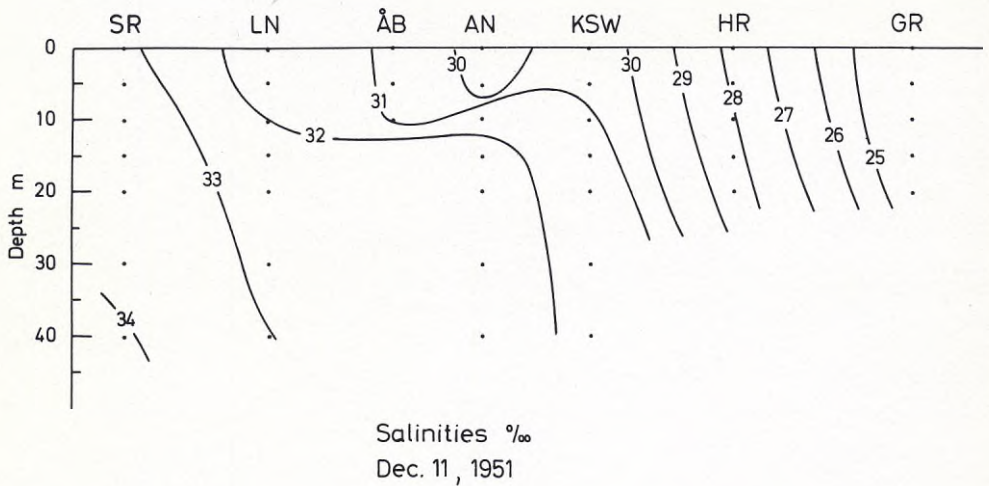 SR LN ÅB AN KSW HR GR
0
30 30 29
31 28
10 27
32 26
25
20 33
Depth m
30
34
40
Salinities ‰
Dec. 11, 1951